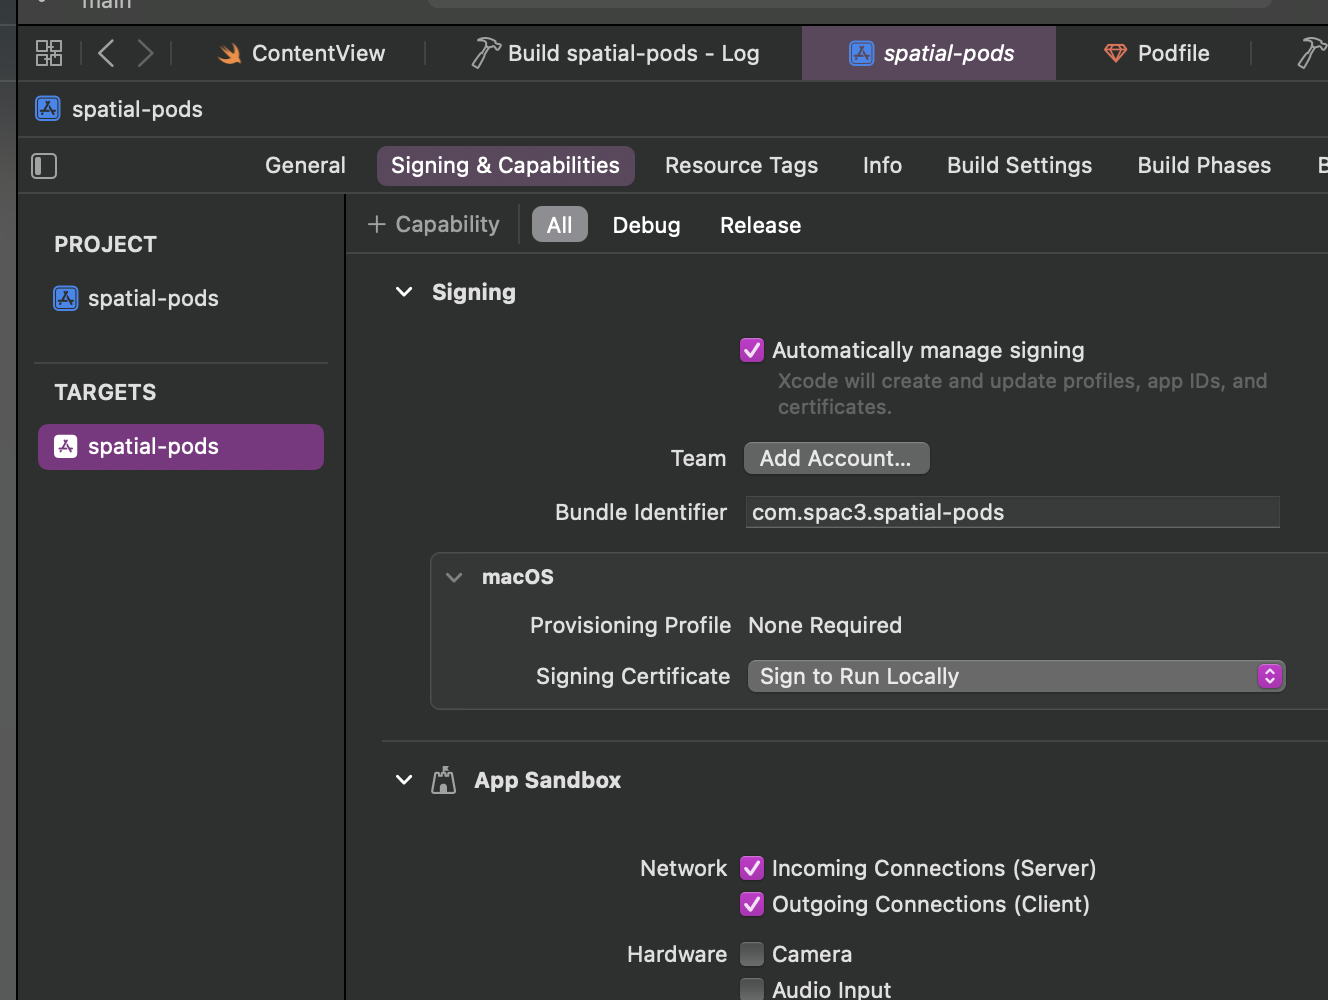 main
ContentView
Build spatial-pods - Log
spatial-pods
Podfile
spatial-pods
General
Signing & Capabilities
Resource Tags
Info
Build Settings
Build Phases
+ Capability
All
Debug
Release
PROJECT
spatial-pods
TARGETS
spatial-pods
Signing
Automatically manage signing
Xcode will create and update profiles, app IDs, and
certificates.
Team
Add Account...
Bundle Identifier
com.spac3.spatial-pods
macOS
Provisioning Profile
None Required
Signing Certificate
Sign to Run Locally
App Sandbox
Network
Incoming Connections (Server)
Outgoing Connections (Client)
Hardware
Camera
Audio Input